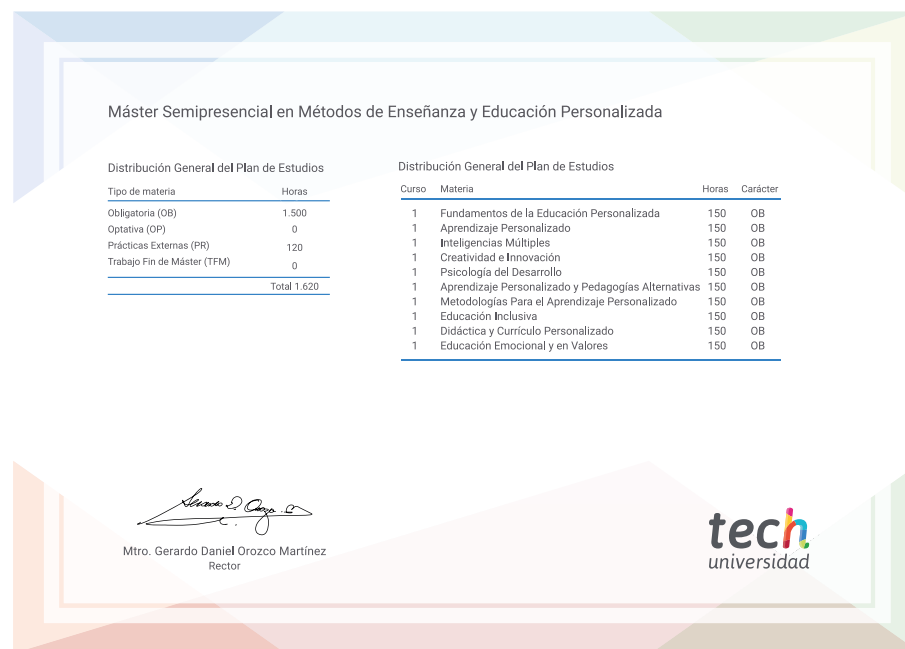 Máster Semipresencial en Métodos de Enseñanza y Educación Personalizada
Distribución General del Plan de Estudios
Tipo de materia Horas
Obligatoria (OB) 1.500
Optativa (OP) 0
Prácticas Externas (PR) 120
Trabajo Fin de Máster (TFM) 0
Total 1.620
Distribución General del Plan de Estudios
Curso Materia Horas Carácter
1 Fundamentos de la Educación Personalizada 150 OB
1 Aprendizaje Personalizado 150 OB
1 Inteligencias Múltiples 150 OB
1 Creatividad e Innovación 150 OB
1 Psicología del Desarrollo 150 OB
1 Aprendizaje Personalizado y Pedagogías Alternativas 150 OB
1 Metodologías Para el Aprendizaje Personalizado 150 OB
1 Educación Inclusiva 150 OB
1 Didáctica y Currículo Personalizado 150 OB
1 Educación Emocional y en Valores 150 OB
Mtro. Gerardo Daniel Orozco Martínez
Rector
tech
universidad